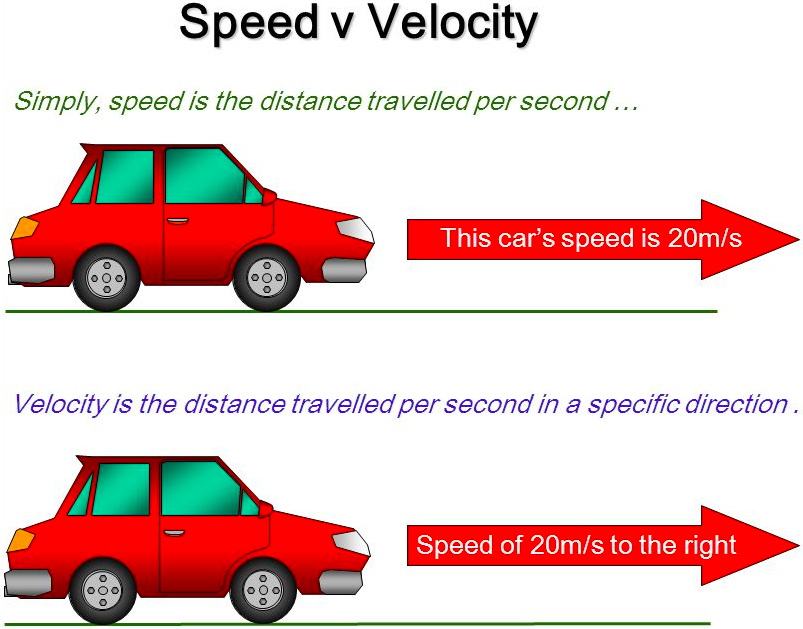 Speed v Velocity
Simply, speed is the distance travelled per second …
This car’s speed is 20m/s
Velocity is the distance travelled per second in a specific direction .
Speed of 20m/s to the right